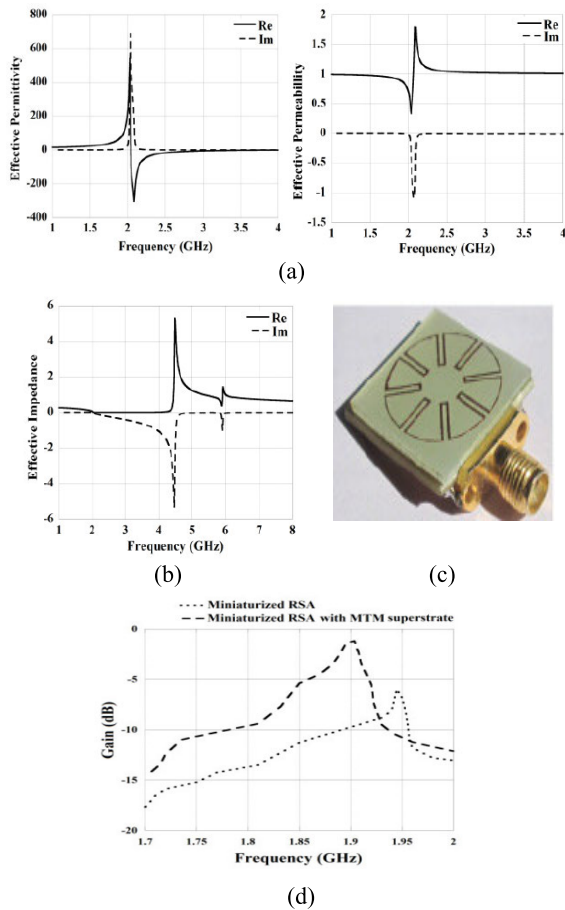 (a)
800
600
400
200
0
-200
-400
1 1.5 2 2.5 3 3.5 4
Effective Permittivity
Frequency (GHz)
Re
Im
2
1.5
1
0.5
0
-0.5
-1
-1.5
1 1.5 2 2.5 3 3.5 4
Effective Permeabillity
Frequency (GHz)
Re
Im
(a)
6
4
2
0
-2
-4
-6
1 2 3 4 5 6 7 8
Effective Impedance
Frequency (GHz)
Re
Im
(b)
(c)
Miniaturized RSA
Miniaturized RSA with MTM superstrate
0
-5
-10
-15
-20
1.7 1.75 1.8 1.85 1.9 1.95 2
Gain (dB)
Frequency (GHz)
(d)